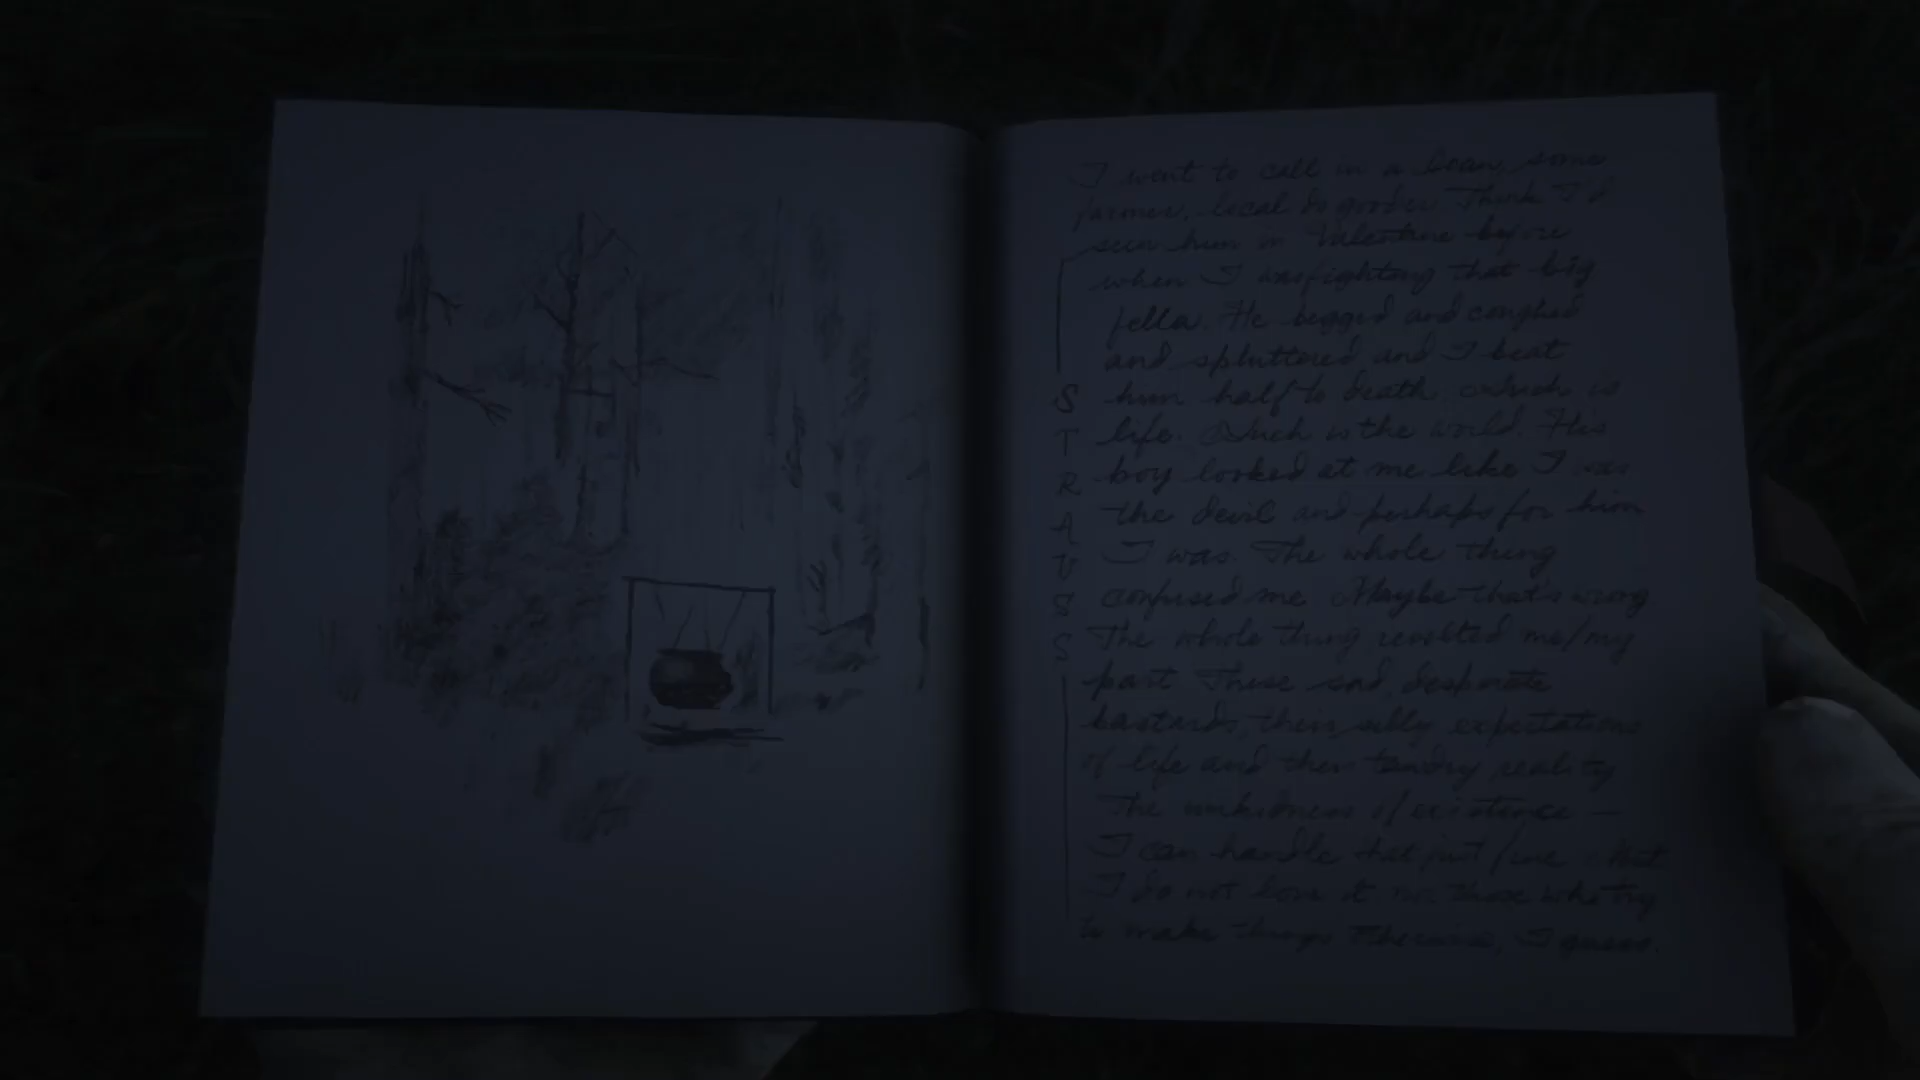 I went to call in a loan, some
farmer, local do gooder. Think I'd
seen him in Valentine before
when I was fighting that big
fella. He begged and coughed
and spluttered and I beat
him half to death, which is
life. Which is the world. His
boy looked at me like I was
the devil and perhaps for him
I was. The whole thing
confused me. Maybe that's wrong
The whole thing revolted me/my
part These sad, desperate
bastards, their silly expectations
of life and their tawdry reality
The unkindness of existence —
I can handle that just fine. But
I do not love it nor those who try
to make things otherwise, I guess.
STRAUSS